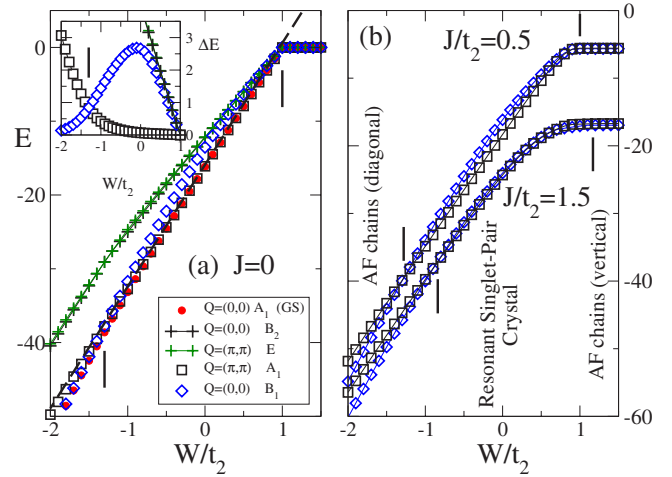 (a)
0
-20
-40
E
-2
-1
0
1
W/t2
3
2
1
0
ΔE
-2
-1
0
1
W/t2
J=0
Q=(0,0) A1 (GS)
Q=(0,0) B2
Q=(π,π) E
Q=(π,π) A1
Q=(0,0) B1
(b)
J/t2=0.5
J/t2=1.5
AF chains (diagonal)
Resonant Singlet-Pair
Crystal
AF chains (vertical)
0
-20
-40
-60
-2
-1
0
1
W/t2